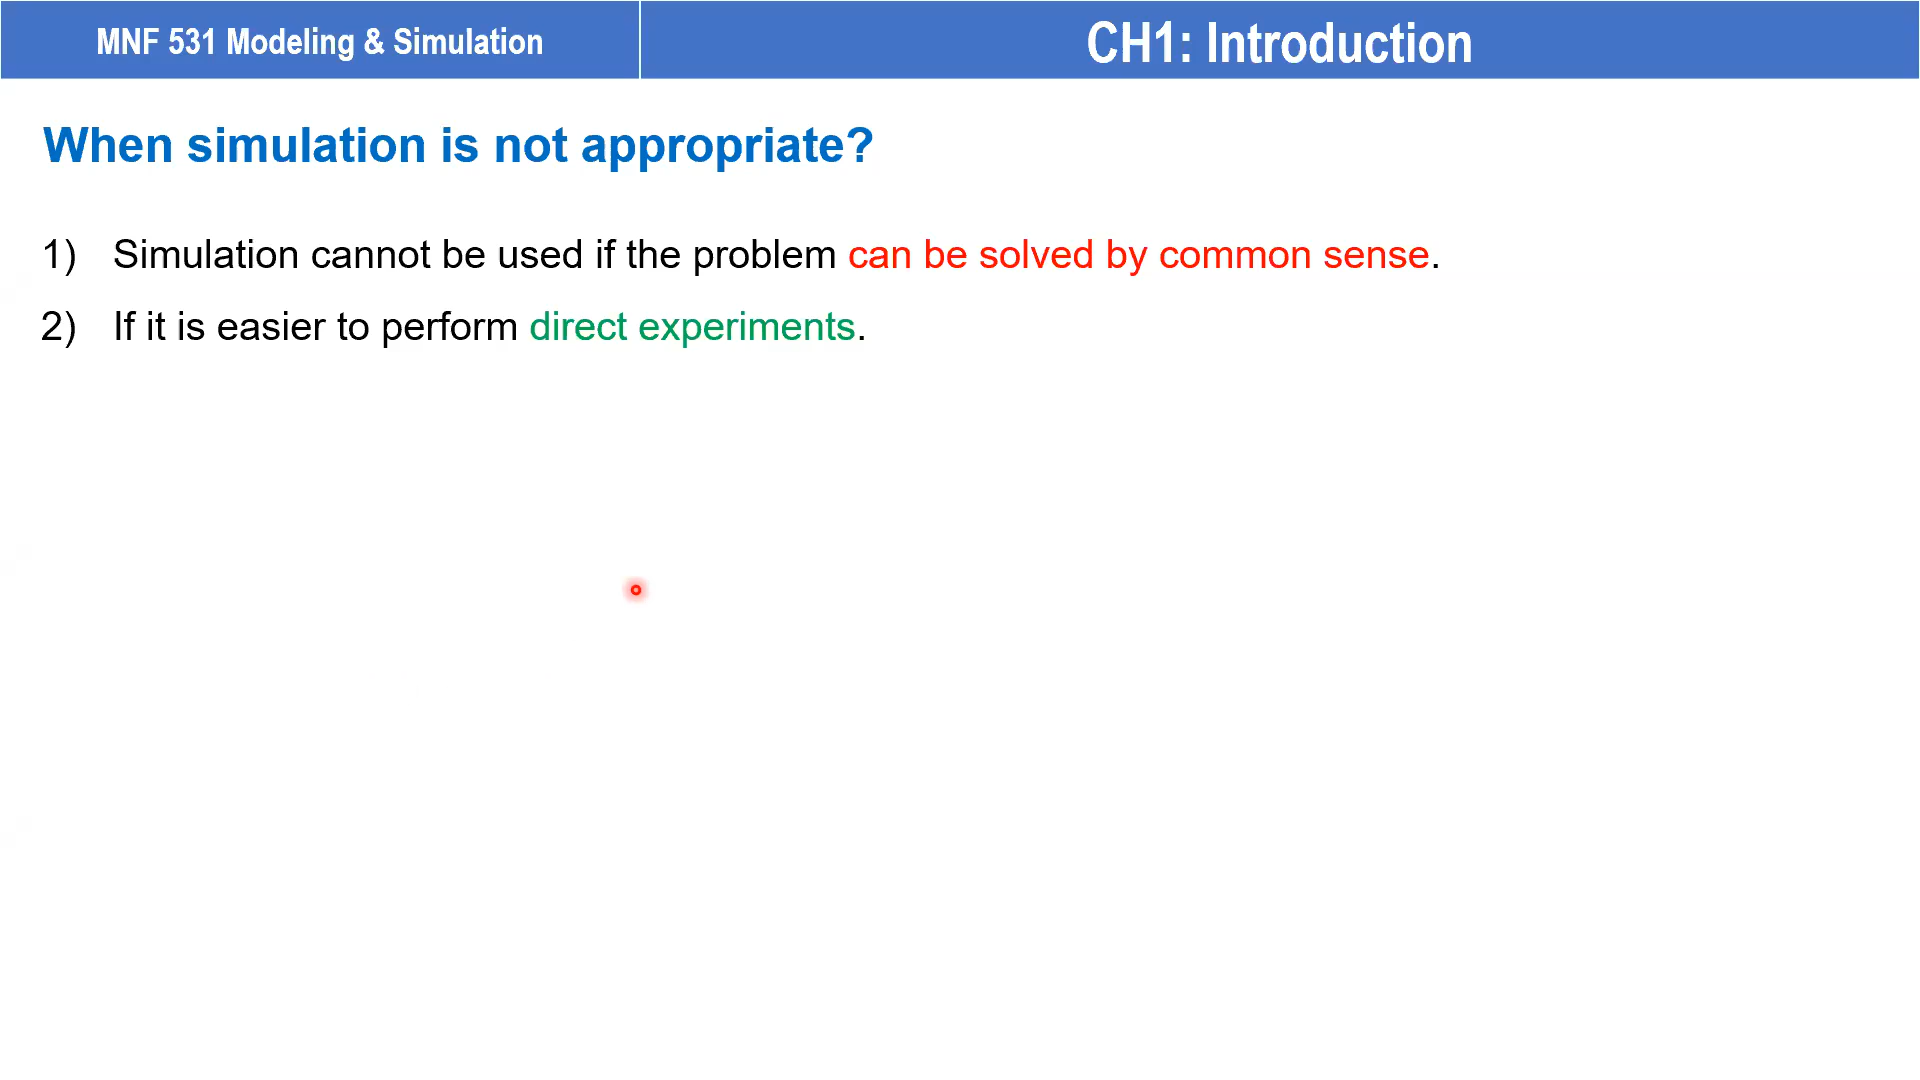 MNF 531 Modeling & Simulation
CH1: Introduction
When simulation is not appropriate?
1) Simulation cannot be used if the problem can be solved by common sense.
2) If it is easier to perform direct experiments.